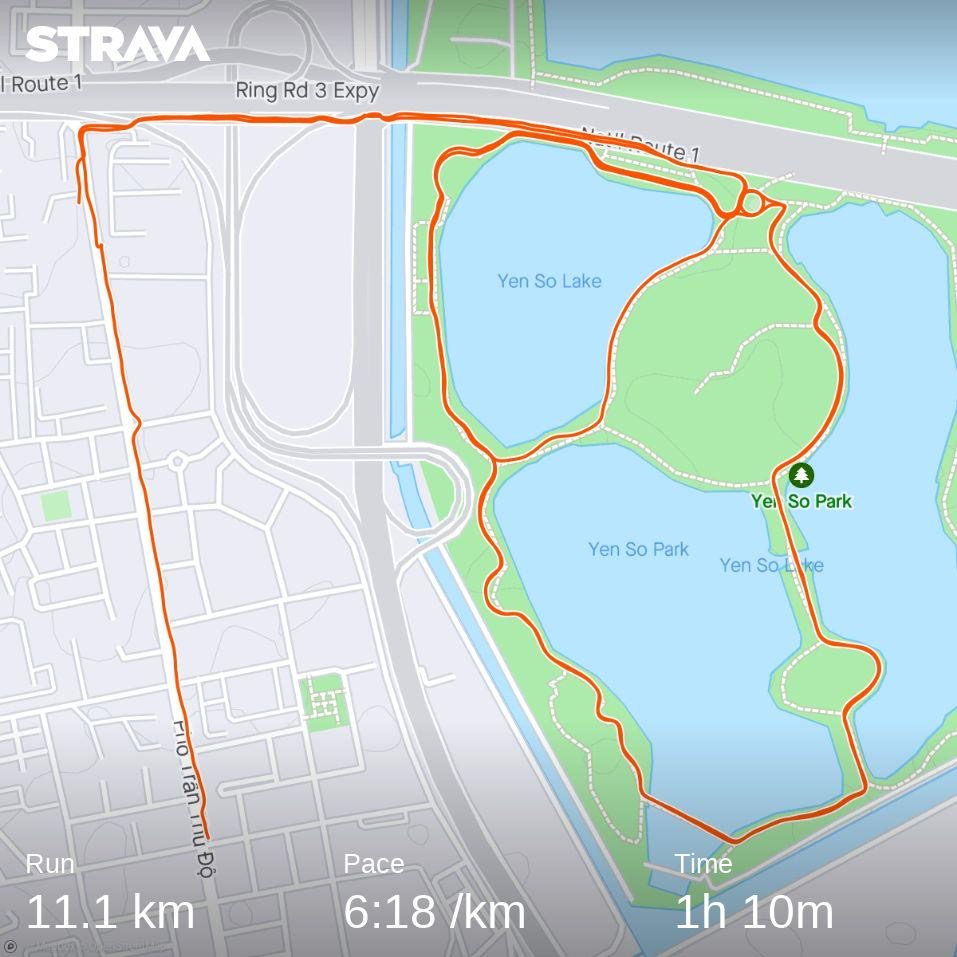 STRAVA
l Route 1
Ring Rd 3 Expy
Nat'l Route 1
Yen So Lake
Yen So Park
Yen So Park
Yen So Lake
Phố Trần Thủ Độ
Run
Pace
Time
11.1 km
6:18 /km
1h 10m